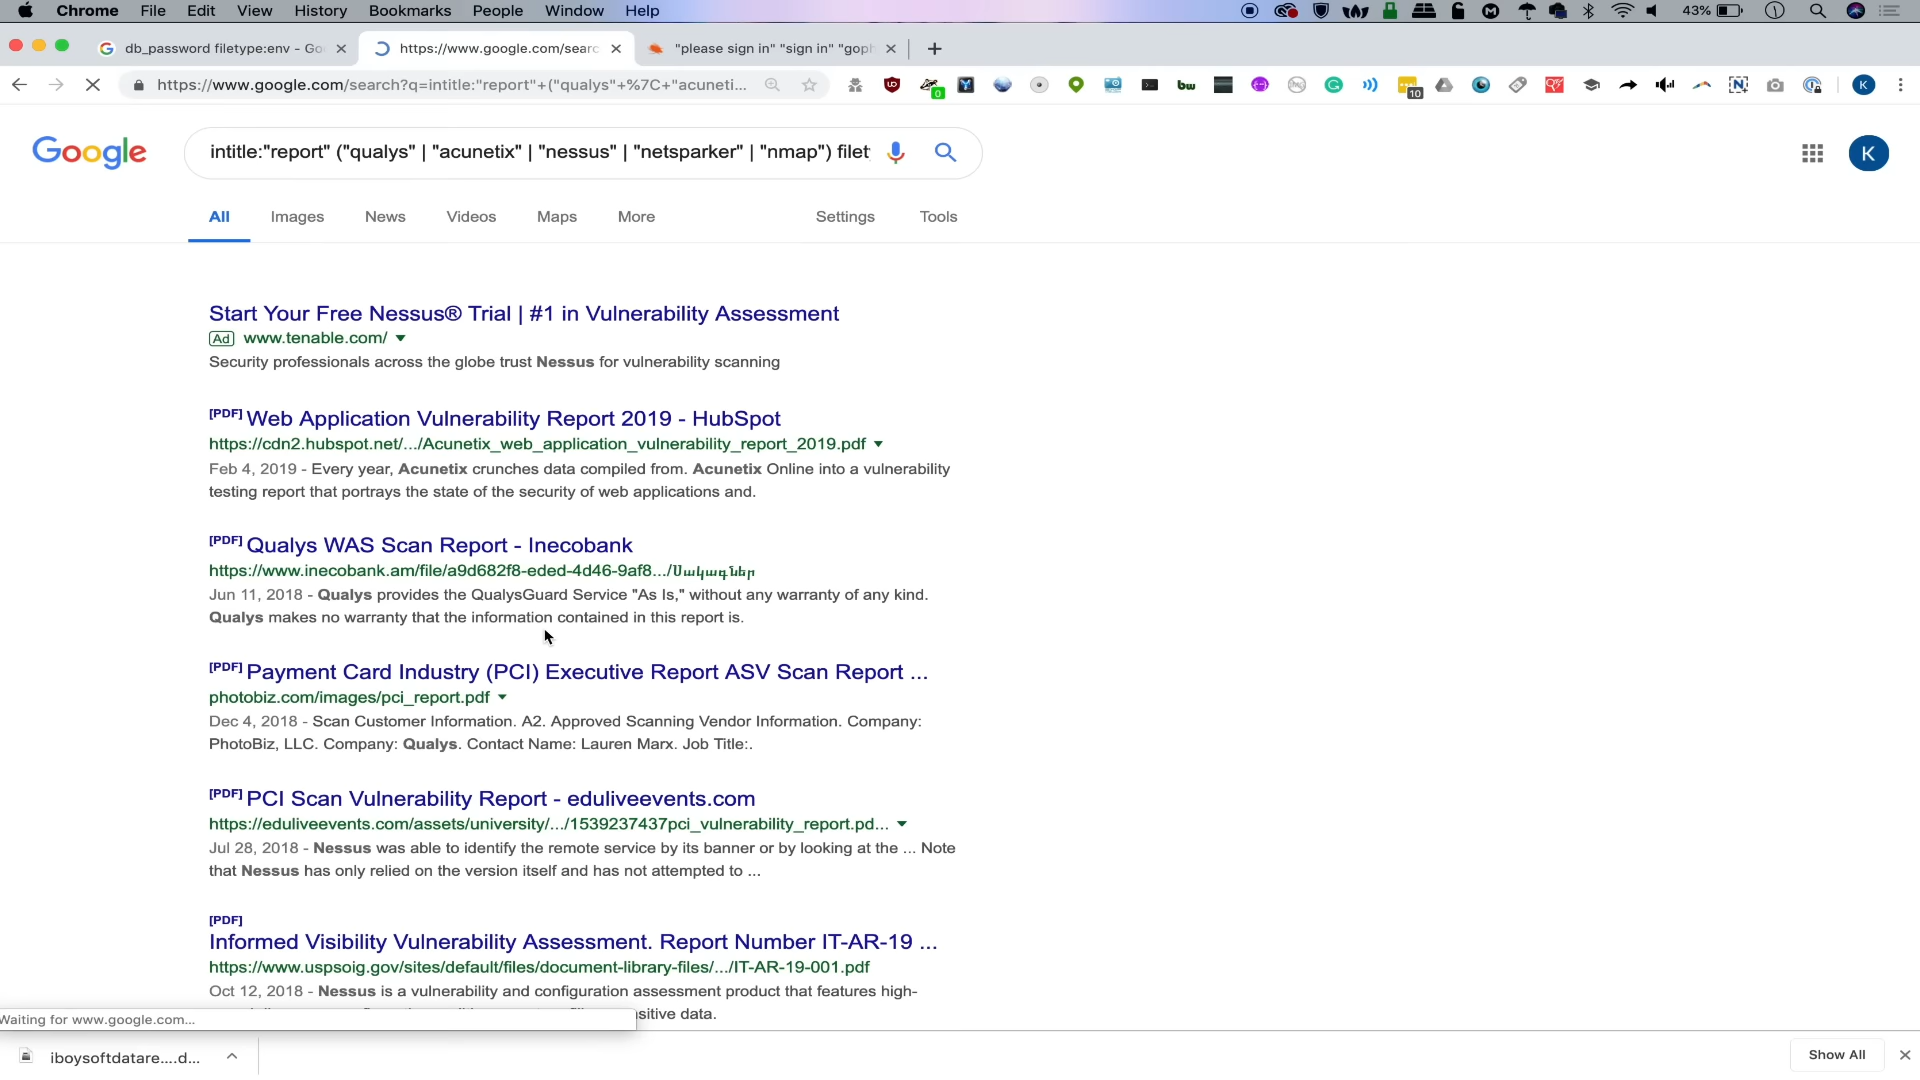 Chrome File Edit View History Bookmarks People Window Help 43%
db_password filetype:env - Go
https://www.google.com/searc
"please sign in" "sign in" "goph
https://www.google.com/search?q=intitle:"report"+("qualys"+%7C+"acuneti...
0
10
K
Google
intitle:"report" ("qualys" | "acunetix" | "nessus" | "netsparker" | "nmap") filet
K
All Images News Videos Maps More Settings Tools
Start Your Free Nessus® Trial | #1 in Vulnerability Assessment
Ad www.tenable.com/
Security professionals across the globe trust Nessus for vulnerability scanning
[PDF] Web Application Vulnerability Report 2019 - HubSpot
https://cdn2.hubspot.net/.../Acunetix_web_application_vulnerability_report_2019.pdf
Feb 4, 2019 - Every year, Acunetix crunches data compiled from. Acunetix Online into a vulnerability
testing report that portrays the state of the security of web applications and.
[PDF] Qualys WAS Scan Report - Inecobank
https://www.inecobank.am/file/a9d682f8-eded-4d46-9af8.../Սակագներ
Jun 11, 2018 - Qualys provides the QualysGuard Service "As Is," without any warranty of any kind.
Qualys makes no warranty that the information contained in this report is.
[PDF] Payment Card Industry (PCI) Executive Report ASV Scan Report ...
photobiz.com/images/pci_report.pdf
Dec 4, 2018 - Scan Customer Information. A2. Approved Scanning Vendor Information. Company:
PhotoBiz, LLC. Company: Qualys. Contact Name: Lauren Marx. Job Title:.
[PDF] PCI Scan Vulnerability Report - eduliveevents.com
https://eduliveevents.com/assets/university/.../1539237437pci_vulnerability_report.pd...
Jul 28, 2018 - Nessus was able to identify the remote service by its banner or by looking at the ... Note
that Nessus has only relied on the version itself and has not attempted to ...
[PDF]
Informed Visibility Vulnerability Assessment. Report Number IT-AR-19 ...
https://www.uspsoig.gov/sites/default/files/document-library-files/.../IT-AR-19-001.pdf
Oct 12, 2018 - Nessus is a vulnerability and configuration assessment product that features high-
sitive data.
Waiting for www.google.com...
iboysoftdatare....d...
Show All